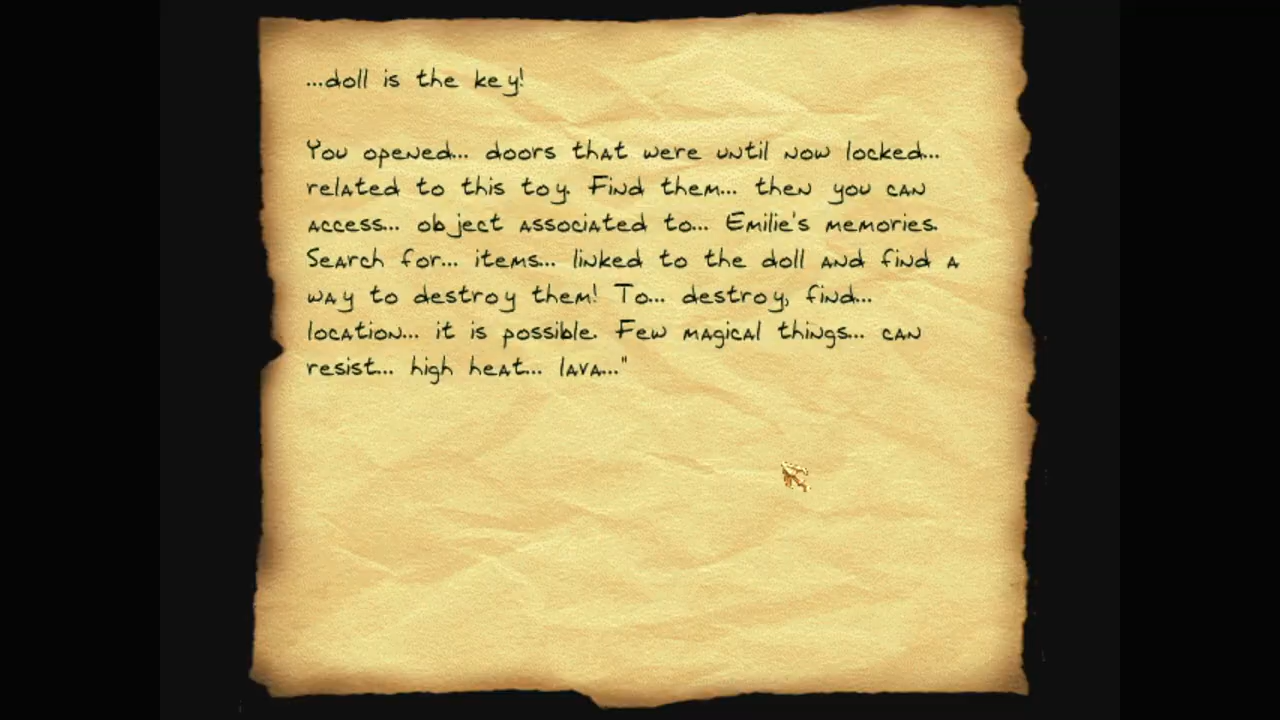 ...doll is the key!
You opened... doors that were until now locked...
related to this toy. Find them... then you can
access... object associated to... Emilie's memories.
Search for... items... linked to the doll and find a
way to destroy them! To... destroy, find...
location... it is possible. Few magical things... can
resist... high heat... lava..."